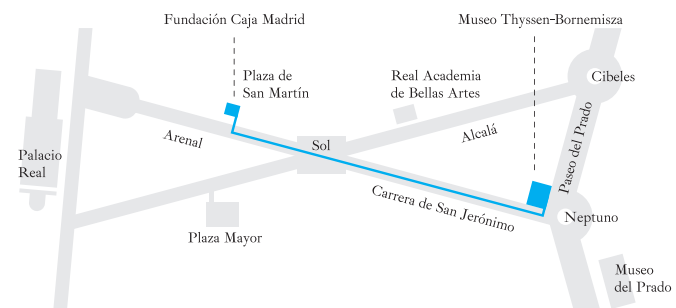 Fundación Caja Madrid
Museo Thyssen-Bornemisza
Plaza de
San Martín
Real Academia
de Bellas Artes
Cibeles
Arenal
Sol
Alcalá
Paseo del Prado
Palacio
Real
Carrera de San Jerónimo
Neptuno
Plaza Mayor
Museo
del Prado